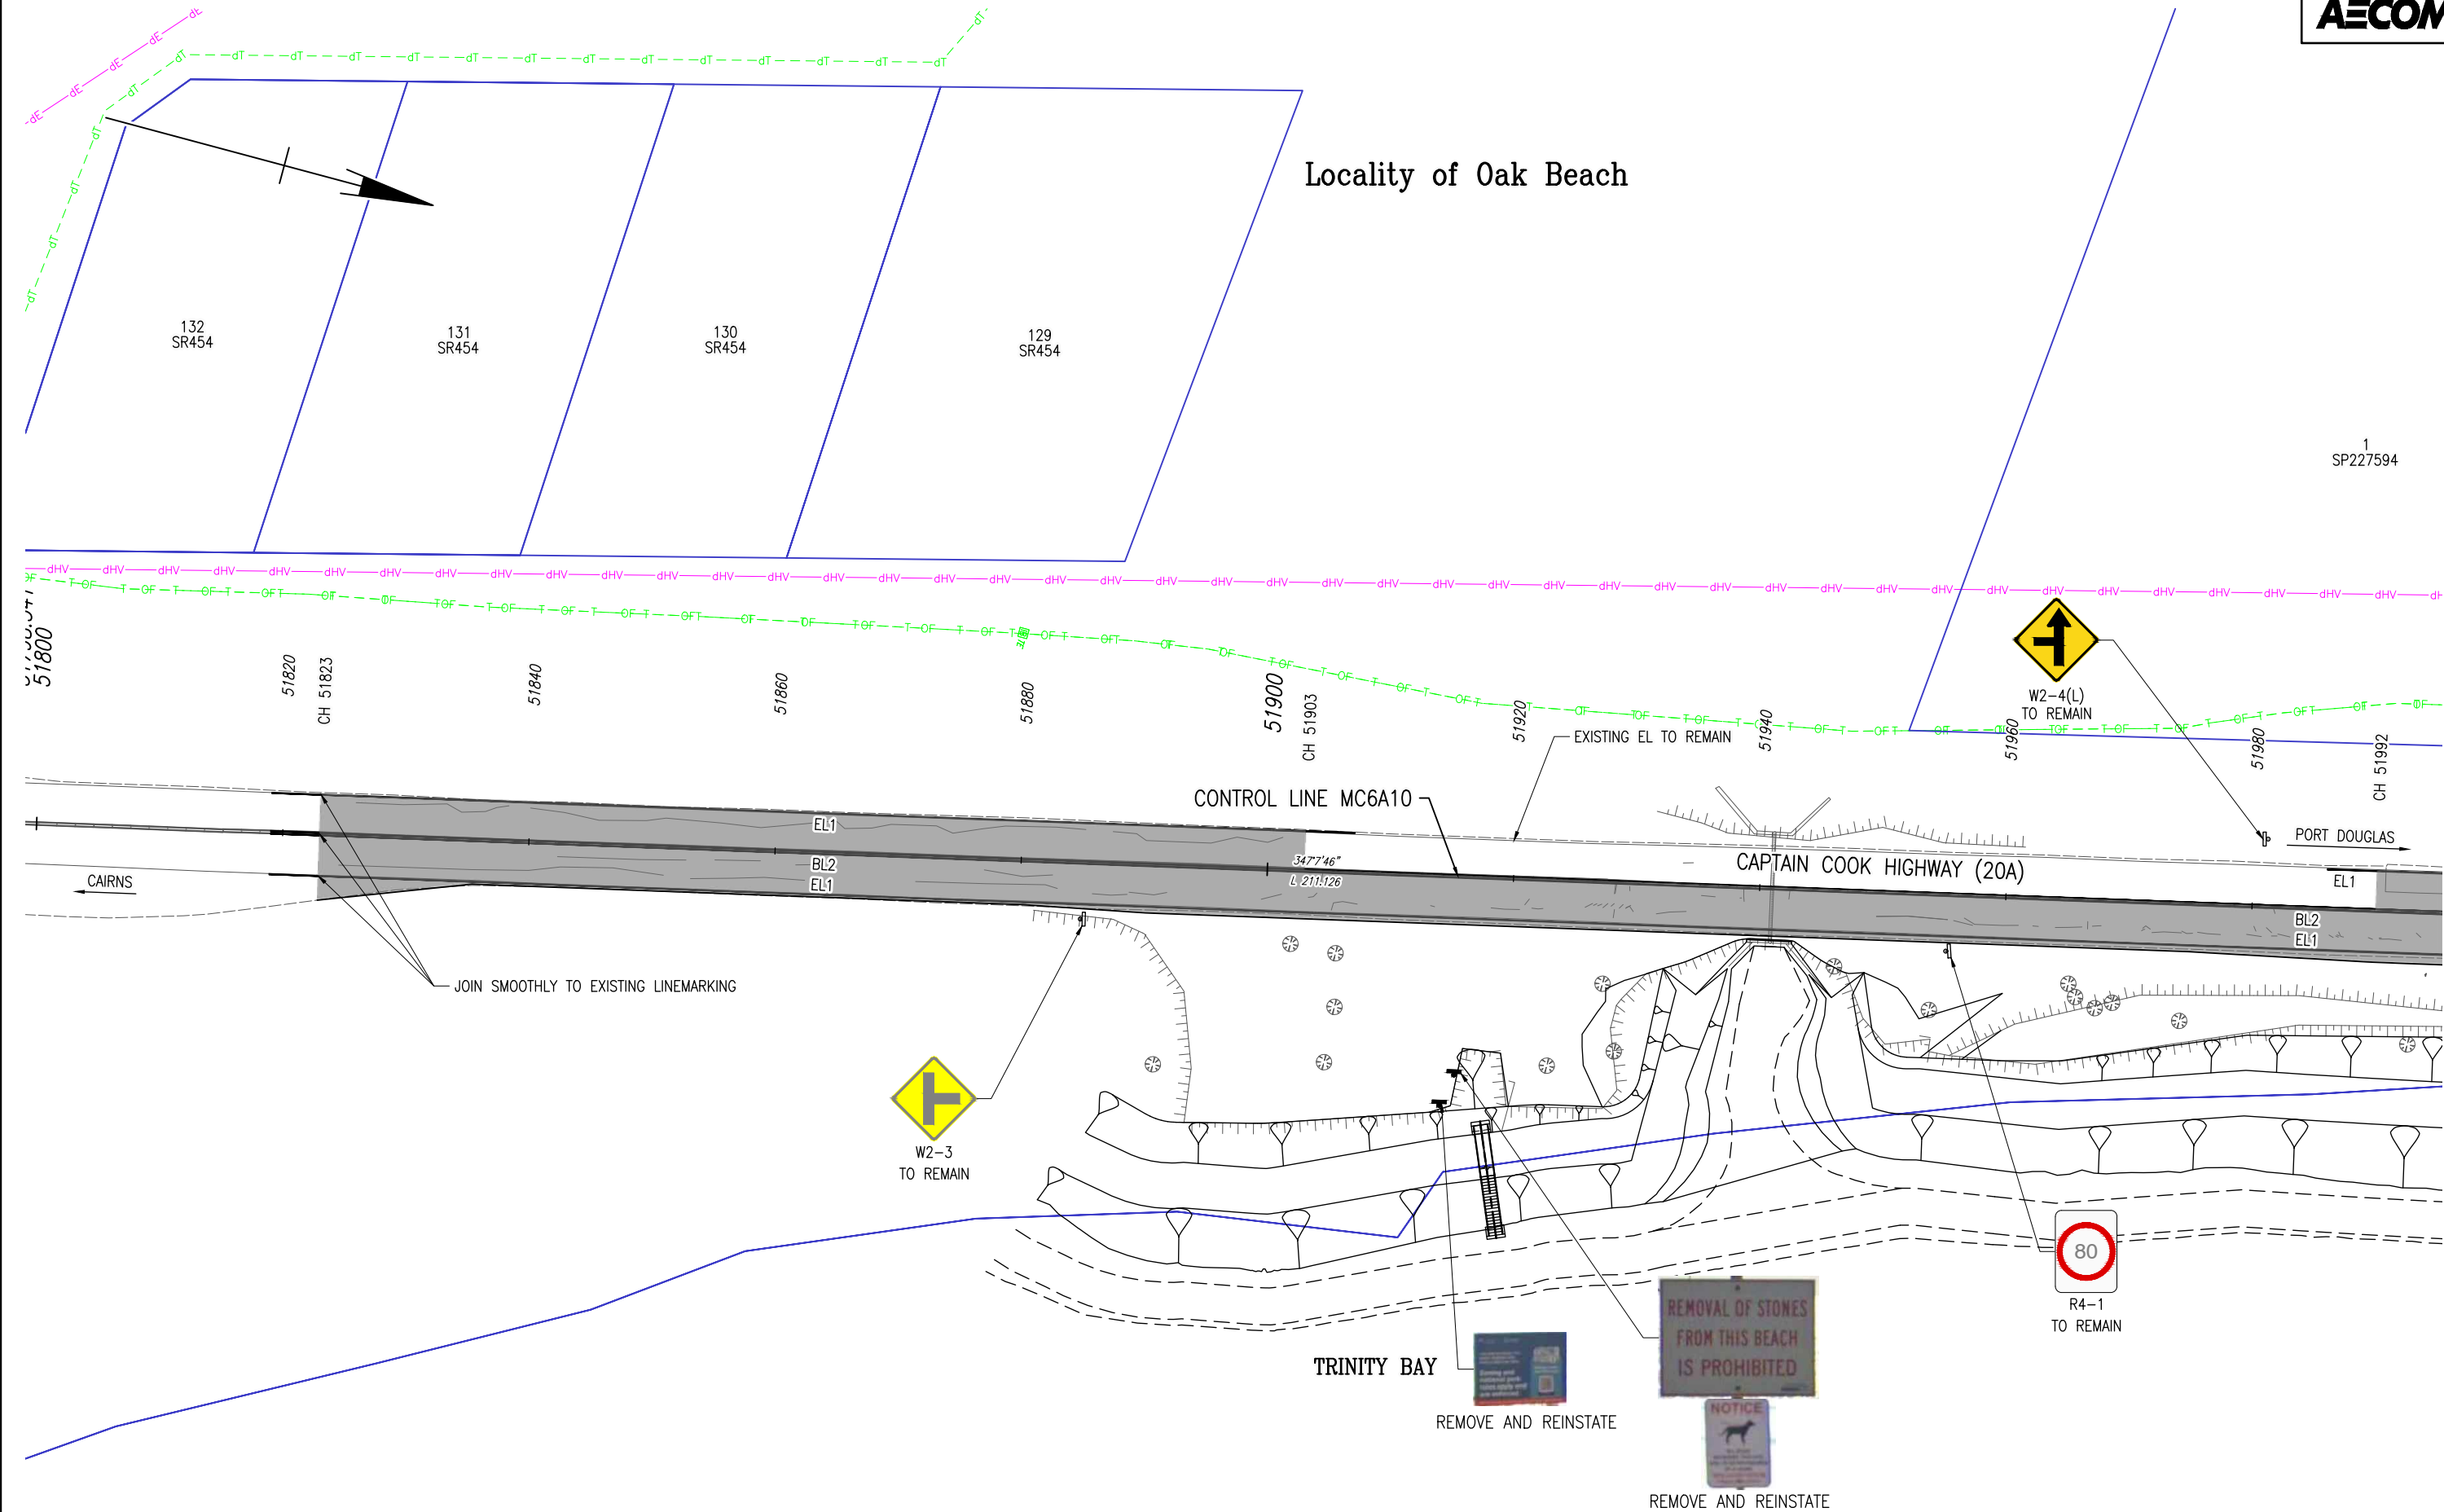 AECOM
Locality of Oak Beach
132
SR454
131
SR454
130
SR454
129
SR454
1
SP227594
51800
51820
CH 51823
51840
51860
51880
51900
CH 51903
51920
51940
51960
51980
CH 51992
W2-4(L)
TO REMAIN
EXISTING EL TO REMAIN
CONTROL LINE MC6A10
EL1
BL2
EL1
347°7'46"
L 211.126
CAPTAIN COOK HIGHWAY (20A)
PORT DOUGLAS
EL1
BL2
EL1
CAIRNS
JOIN SMOOTHLY TO EXISTING LINEMARKING
W2-3
TO REMAIN
80
R4-1
TO REMAIN
TRINITY BAY
REMOVE AND REINSTATE
REMOVAL OF STONES
FROM THIS BEACH
IS PROHIBITED
NOTICE
REMOVE AND REINSTATE